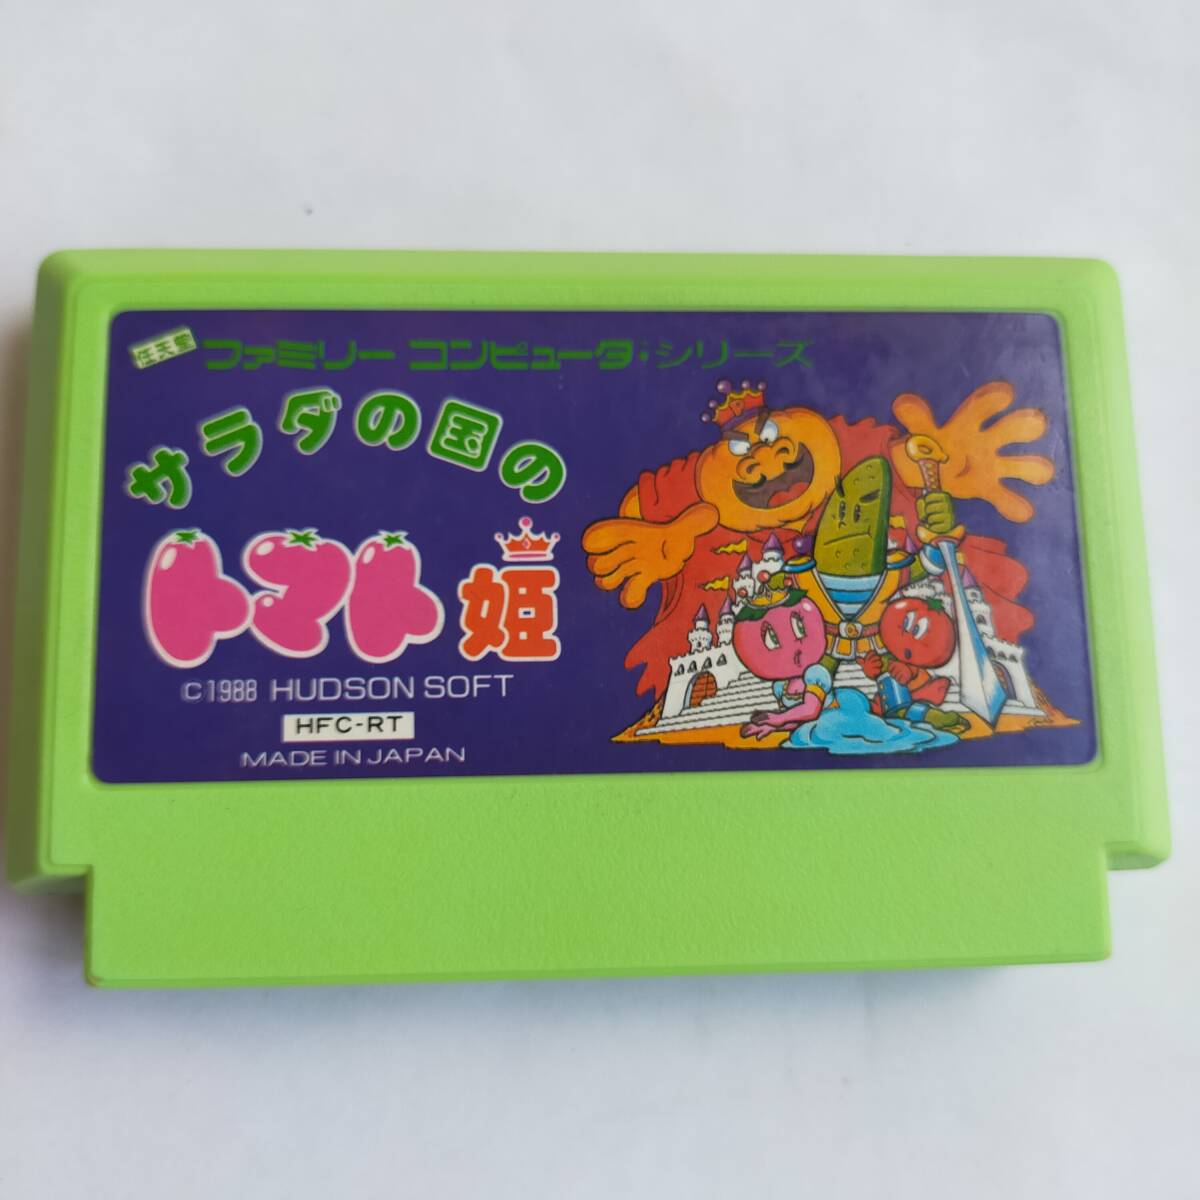 任天堂 ファミリー コンピュータ・シリーズ
サラダの国の
トマト姫
©1988 HUDSON SOFT
HFC-RT
MADE IN JAPAN